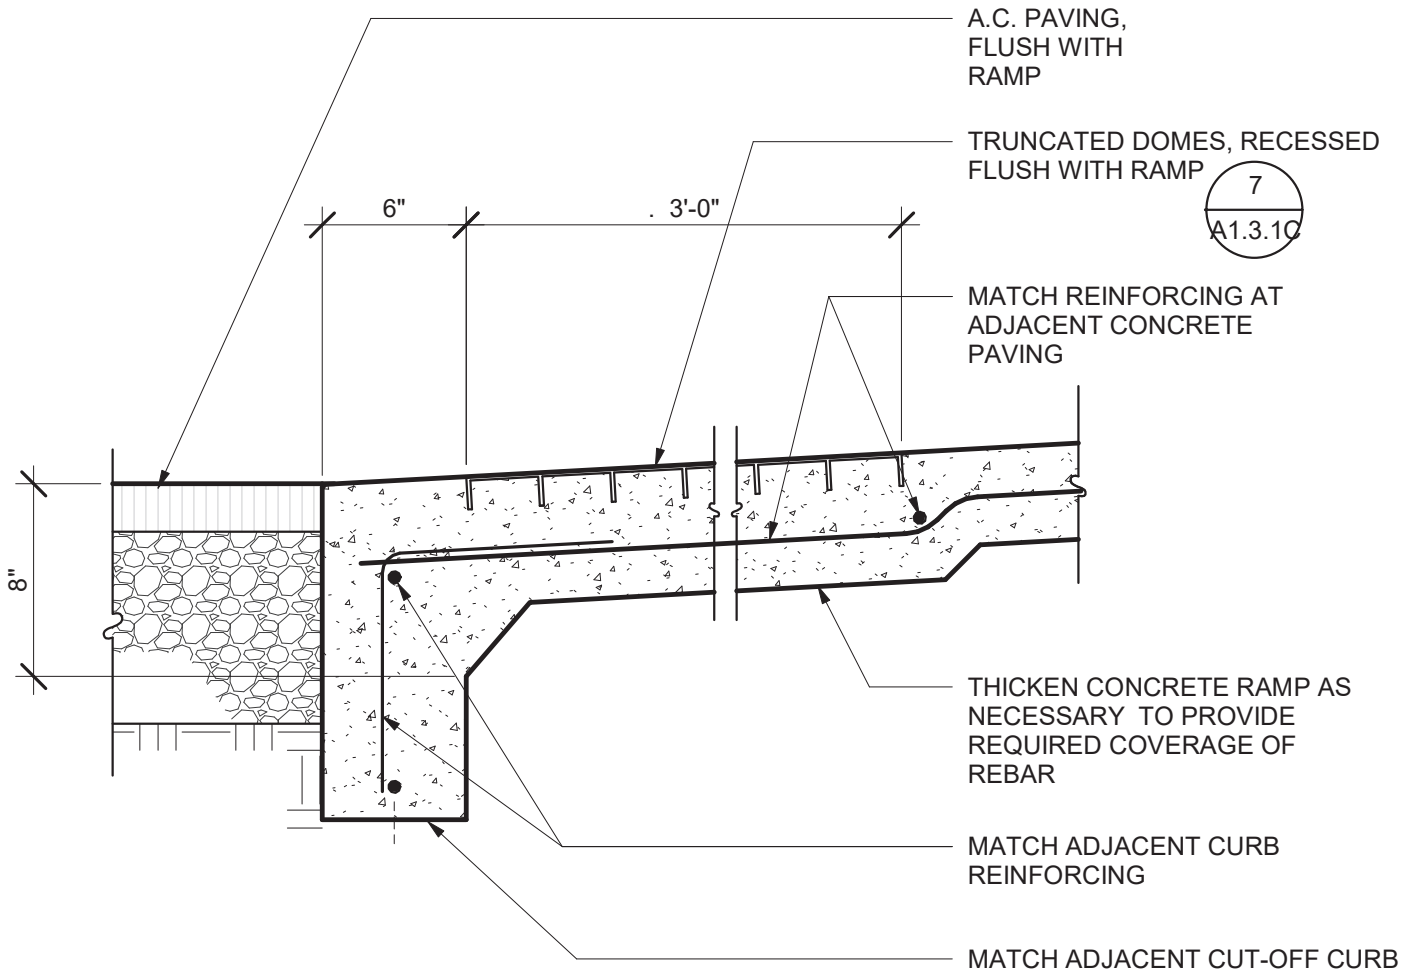 A.C. PAVING,
FLUSH WITH
RAMP
TRUNCATED DOMES, RECESSED
FLUSH WITH RAMP
7
A1.3.1C
6"
. 3'-0"
MATCH REINFORCING AT
ADJACENT CONCRETE
PAVING
8"
THICKEN CONCRETE RAMP AS
NECESSARY TO PROVIDE
REQUIRED COVERAGE OF
REBAR
MATCH ADJACENT CURB
REINFORCING
MATCH ADJACENT CUT-OFF CURB